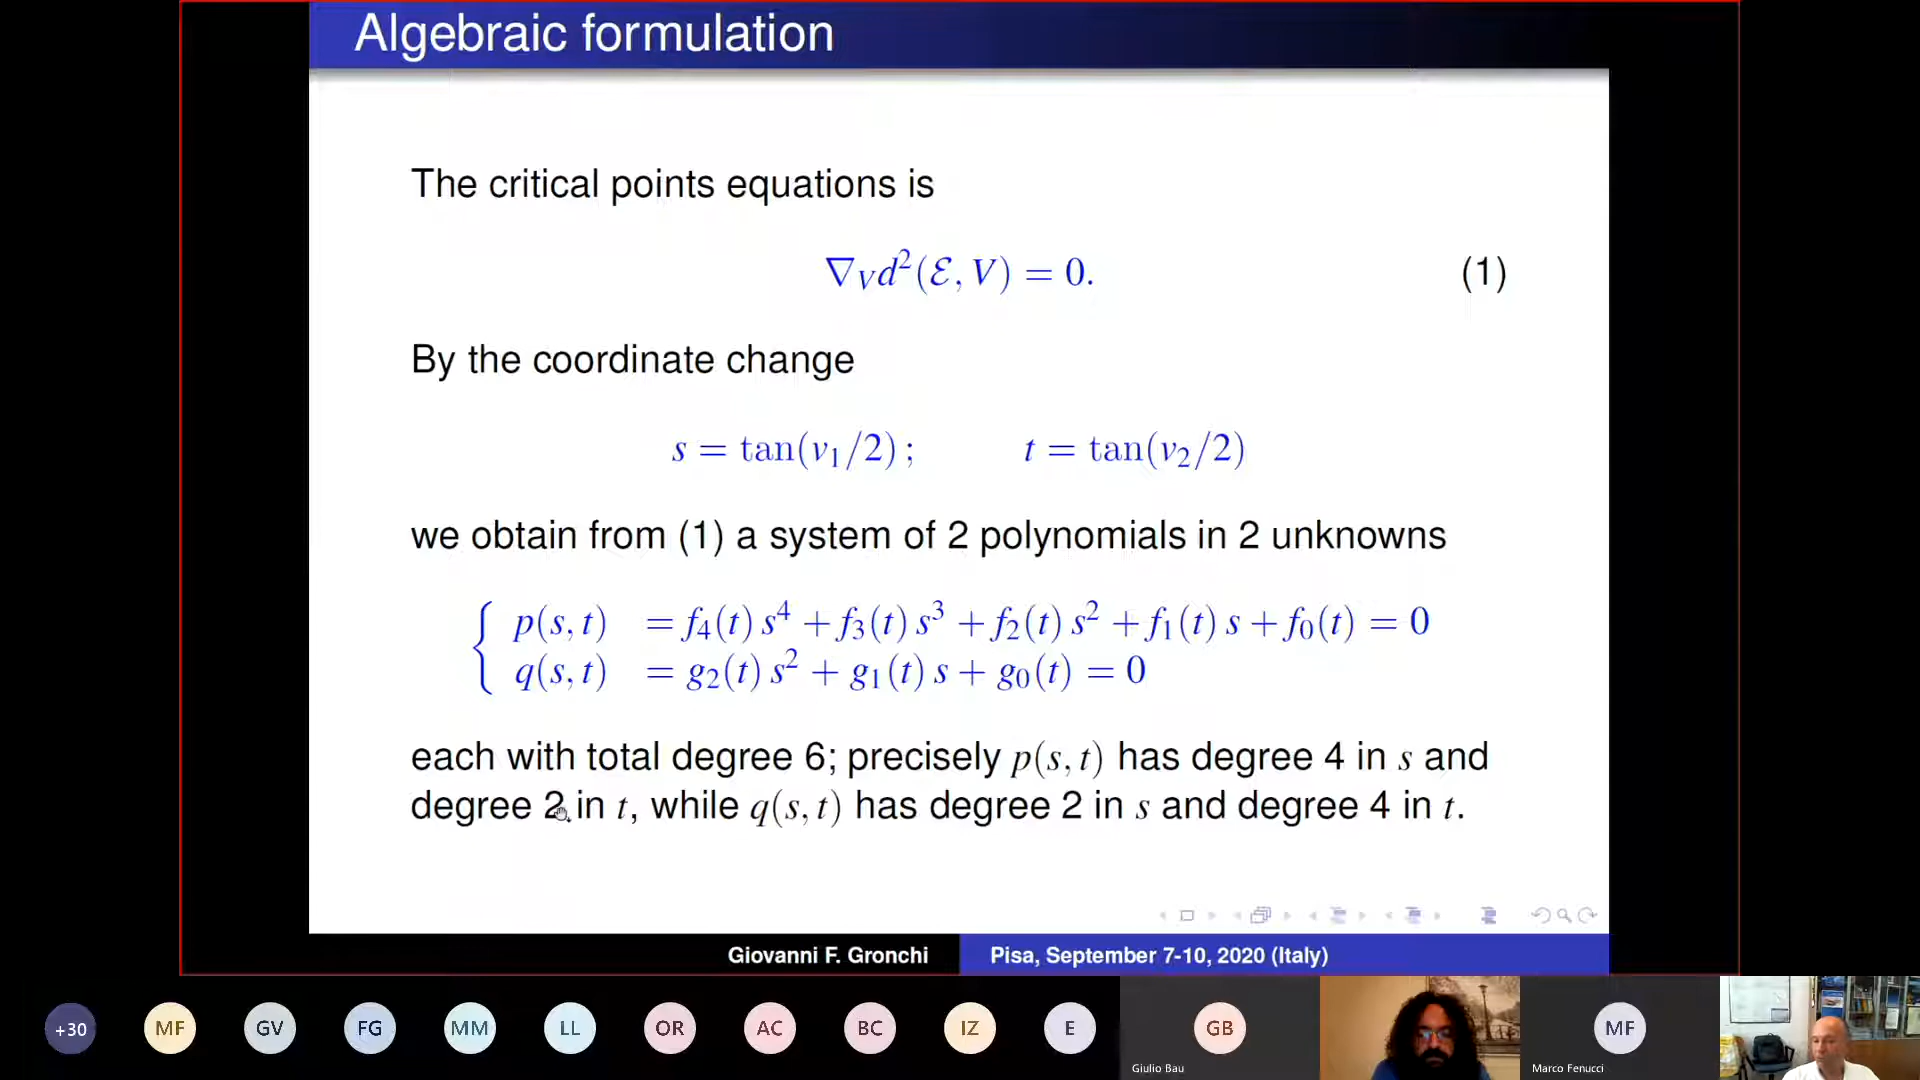 Algebraic formulation
The critical points equations is
∇_V d²(ℰ, V) = 0. (1)
By the coordinate change
s = tan(v₁/2) ; t = tan(v₂/2)
we obtain from (1) a system of 2 polynomials in 2 unknowns
p(s, t) = f₄(t) s⁴ + f₃(t) s³ + f₂(t) s² + f₁(t) s + f₀(t) = 0
q(s, t) = g₂(t) s² + g₁(t) s + g₀(t) = 0
each with total degree 6; precisely p(s, t) has degree 4 in s and
degree 2 in t, while q(s, t) has degree 2 in s and degree 4 in t.
Giovanni F. Gronchi Pisa, September 7-10, 2020 (Italy)
+30 MF GV FG MM LL OR AC BC IZ E GB MF
Giulio Bau Marco Fenucci